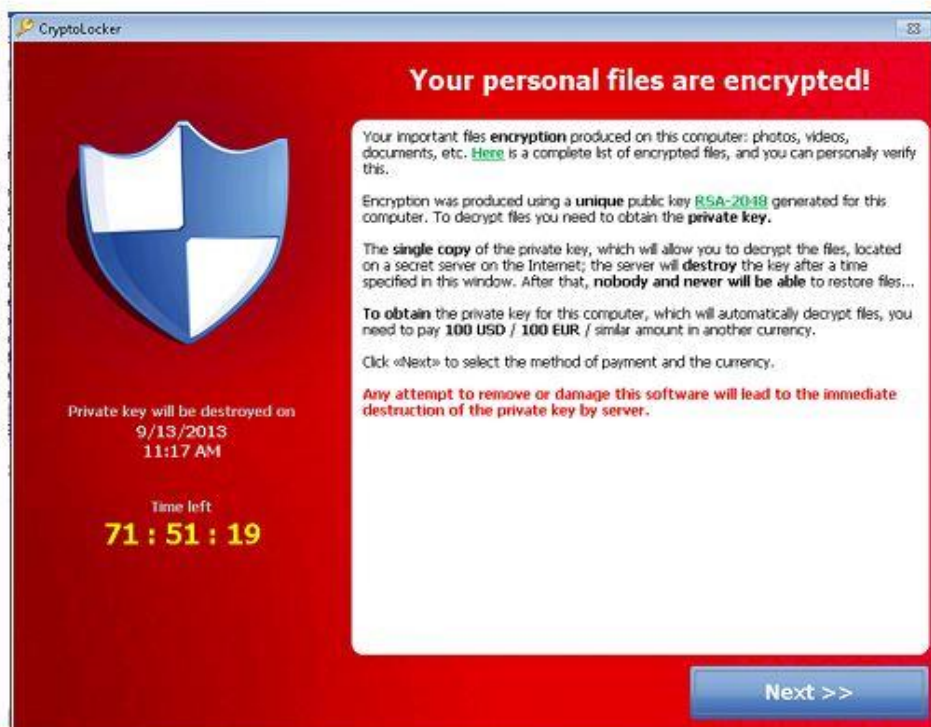 CryptoLocker
Your personal files are encrypted!
Your important files encryption produced on this computer: photos, videos,
documents, etc. Here is a complete list of encrypted files, and you can personally verify
this.
Encryption was produced using a unique public key RSA-2048 generated for this
computer. To decrypt files you need to obtain the private key.
The single copy of the private key, which will allow you to decrypt the files, located
on a secret server on the Internet; the server will destroy the key after a time
specified in this window. After that, nobody and never will be able to restore files...
To obtain the private key for this computer, which will automatically decrypt files, you
need to pay 100 USD / 100 EUR / similar amount in another currency.
Click «Next» to select the method of payment and the currency.
Any attempt to remove or damage this software will lead to the immediate
destruction of the private key by server.
Private key will be destroyed on
9/13/2013
11:17 AM
Time left
71 : 51 : 19
Next >>